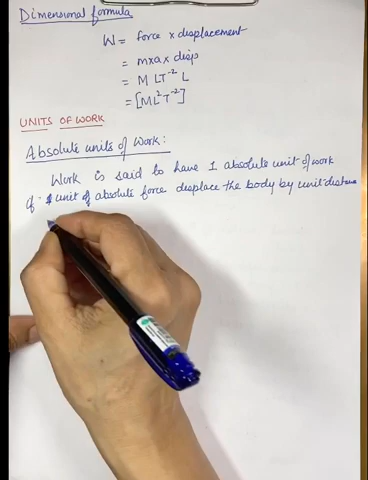 Dimensional formula
W = force x displacement
= m x a x disp
= M LT⁻² L
= [ML²T⁻²]
UNITS OF WORK
Absolute units of Work:
Work is said to have 1 absolute unit of work
if unit of absolute force displace the body by unit distance